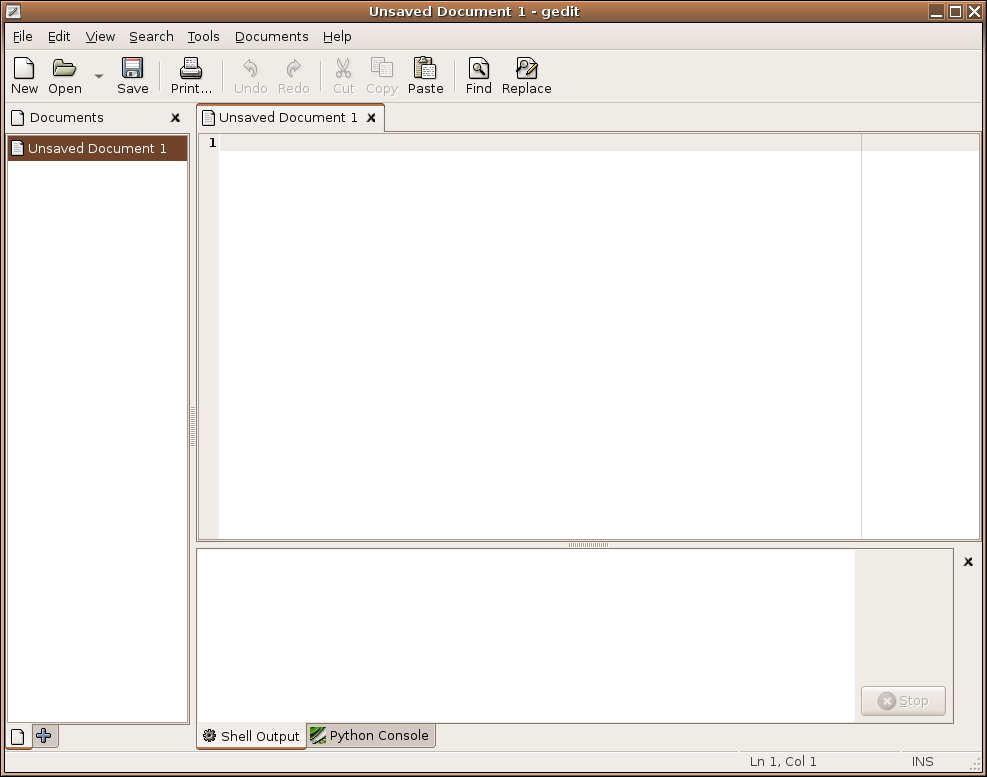 Unsaved Document 1 - gedit
File Edit View Search Tools Documents Help
New Open Save Print... Undo Redo Cut Copy Paste Find Replace
Documents
Unsaved Document 1
Unsaved Document 1
1
Stop
Shell Output Python Console
Ln 1, Col 1 INS